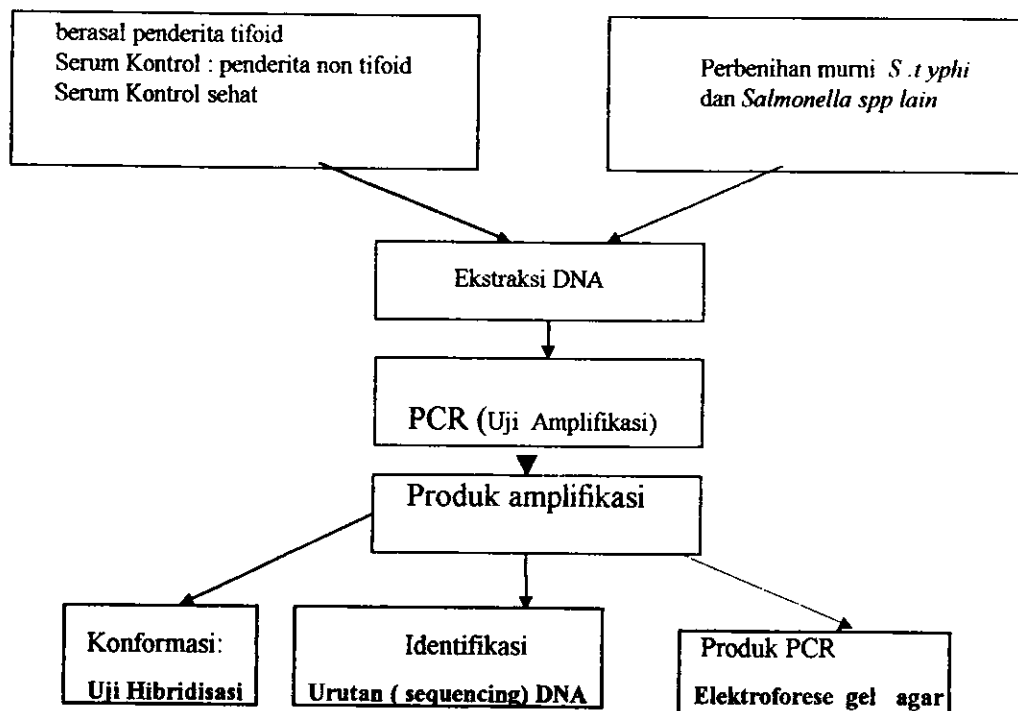 berasal penderita tifoid
Serum Kontrol : penderita non tifoid
Serum Kontrol sehat
Perbenihan murni S .t yphi
dan Salmonella spp lain
Ekstraksi DNA
PCR (Uji Amplifikasi)
Produk amplifikasi
Konformasi:
Uji Hibridisasi
Identifikasi
Urutan ( sequencing) DNA
Produk PCR
Elektroforese gel agar